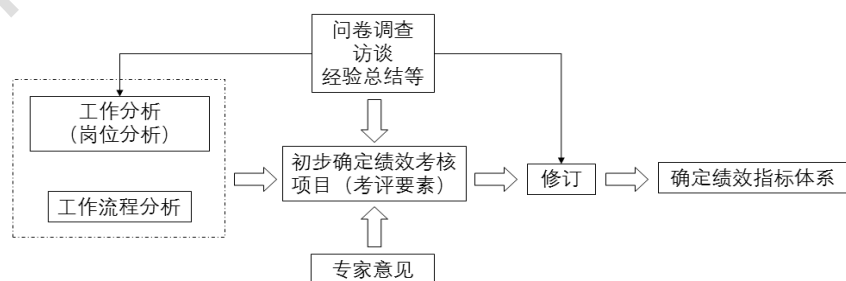 问卷调查
访谈
经验总结等
工作分析
（岗位分析）
工作流程分析
初步确定绩效考核
项目（考评要素）
修订
确定绩效指标体系
专家意见